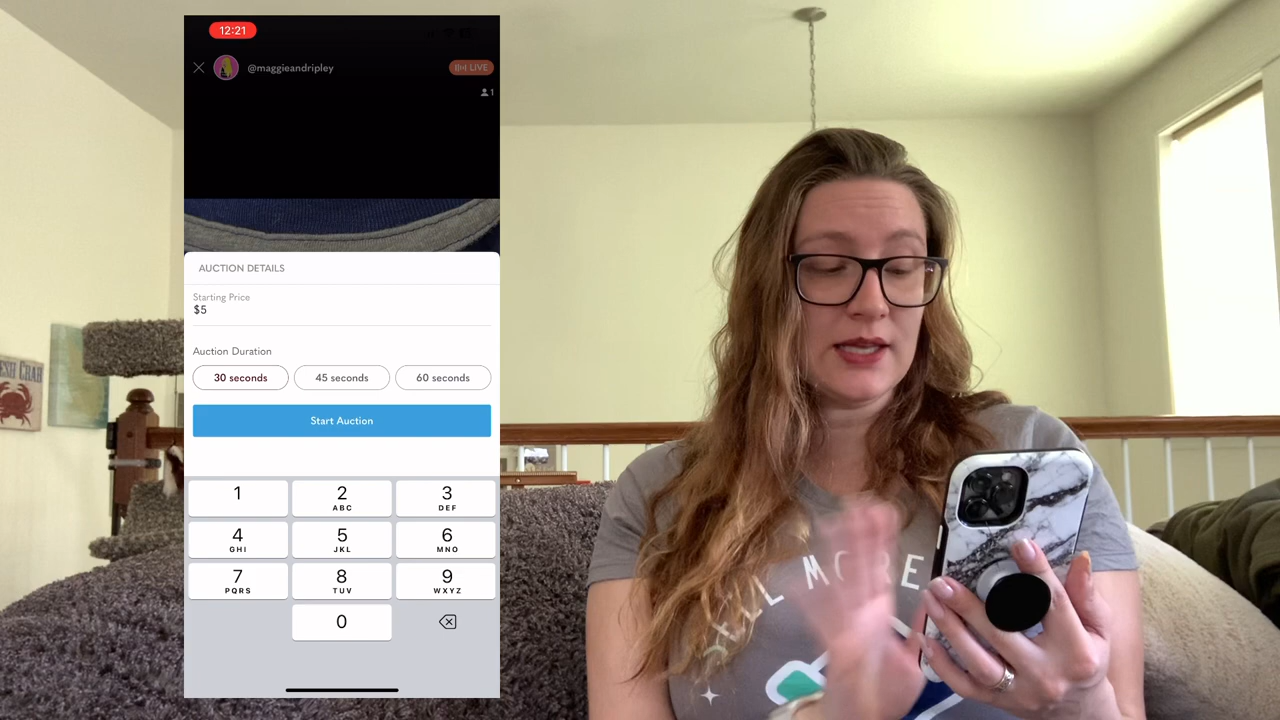 12:21
@maggieandripley
LIVE
1
AUCTION DETAILS
Starting Price
$5
Auction Duration
30 seconds 45 seconds 60 seconds
Start Auction
1 2 3
ABC DEF
4 5 6
GHI JKL MNO
7 8 9
PQRS TUV WXYZ
0
CRAB
MORE